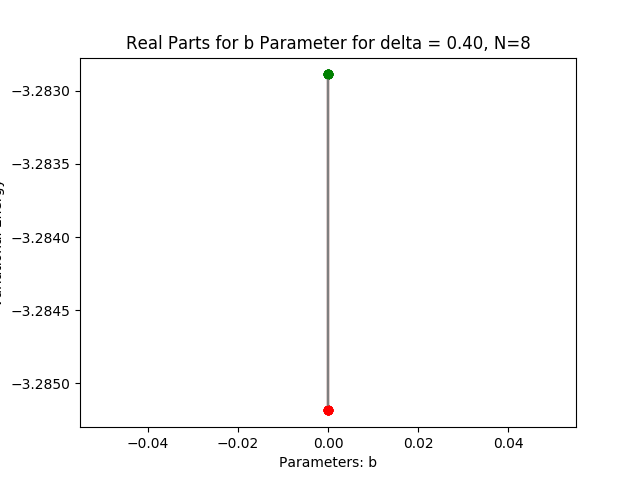 Real Parts for b Parameter for delta = 0.40, N=8
−3.2830
−3.2835
−3.2840
−3.2845
−3.2850
−0.04 −0.02 0.00 0.02 0.04
Parameters: b